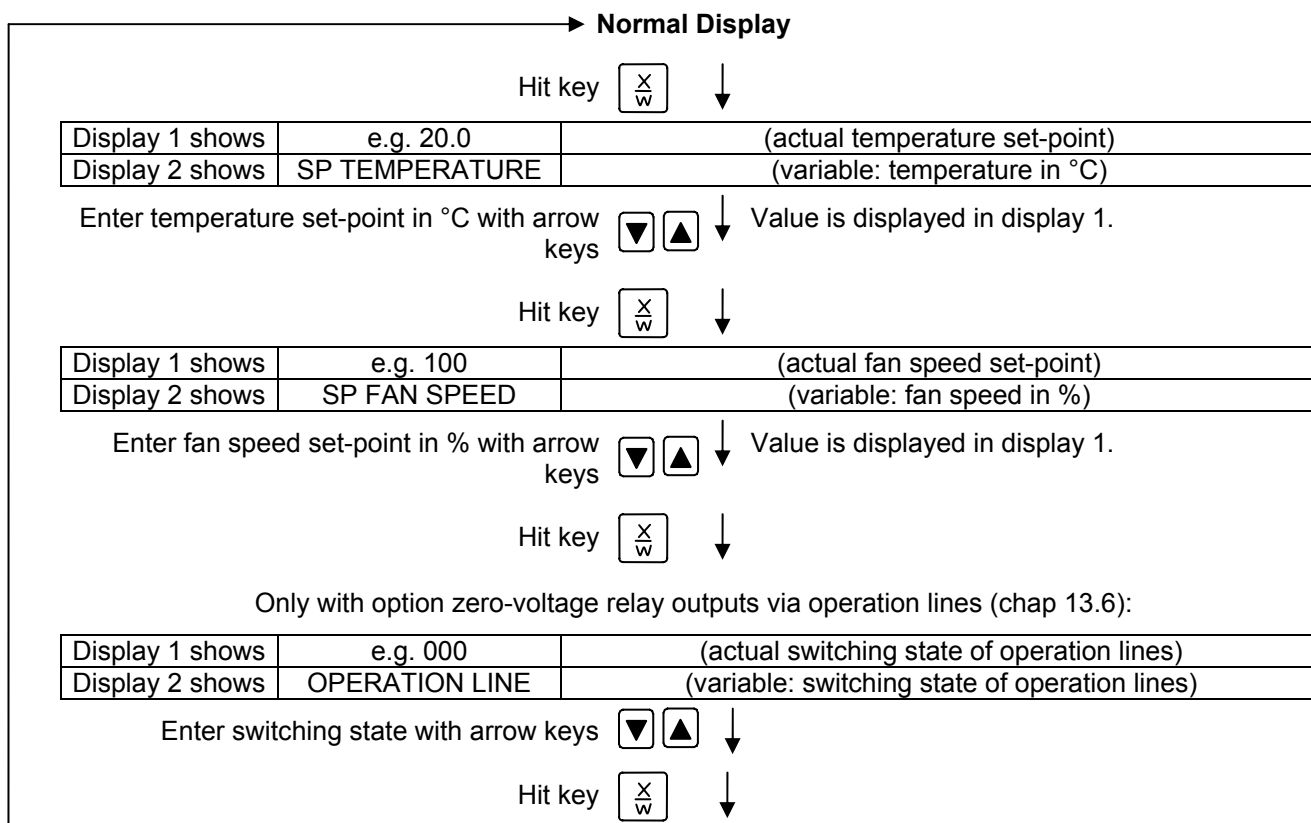 Normal Display
Hit key X/W
Display 1 shows e.g. 20.0 (actual temperature set-point)
Display 2 shows SP TEMPERATURE (variable: temperature in °C)
Enter temperature set-point in °C with arrow keys ▼ ▲ Value is displayed in display 1.
Hit key X/W
Display 1 shows e.g. 100 (actual fan speed set-point)
Display 2 shows SP FAN SPEED (variable: fan speed in %)
Enter fan speed set-point in % with arrow keys ▼ ▲ Value is displayed in display 1.
Hit key X/W
Only with option zero-voltage relay outputs via operation lines (chap 13.6):
Display 1 shows e.g. 000 (actual switching state of operation lines)
Display 2 shows OPERATION LINE (variable: switching state of operation lines)
Enter switching state with arrow keys ▼ ▲
Hit key X/W